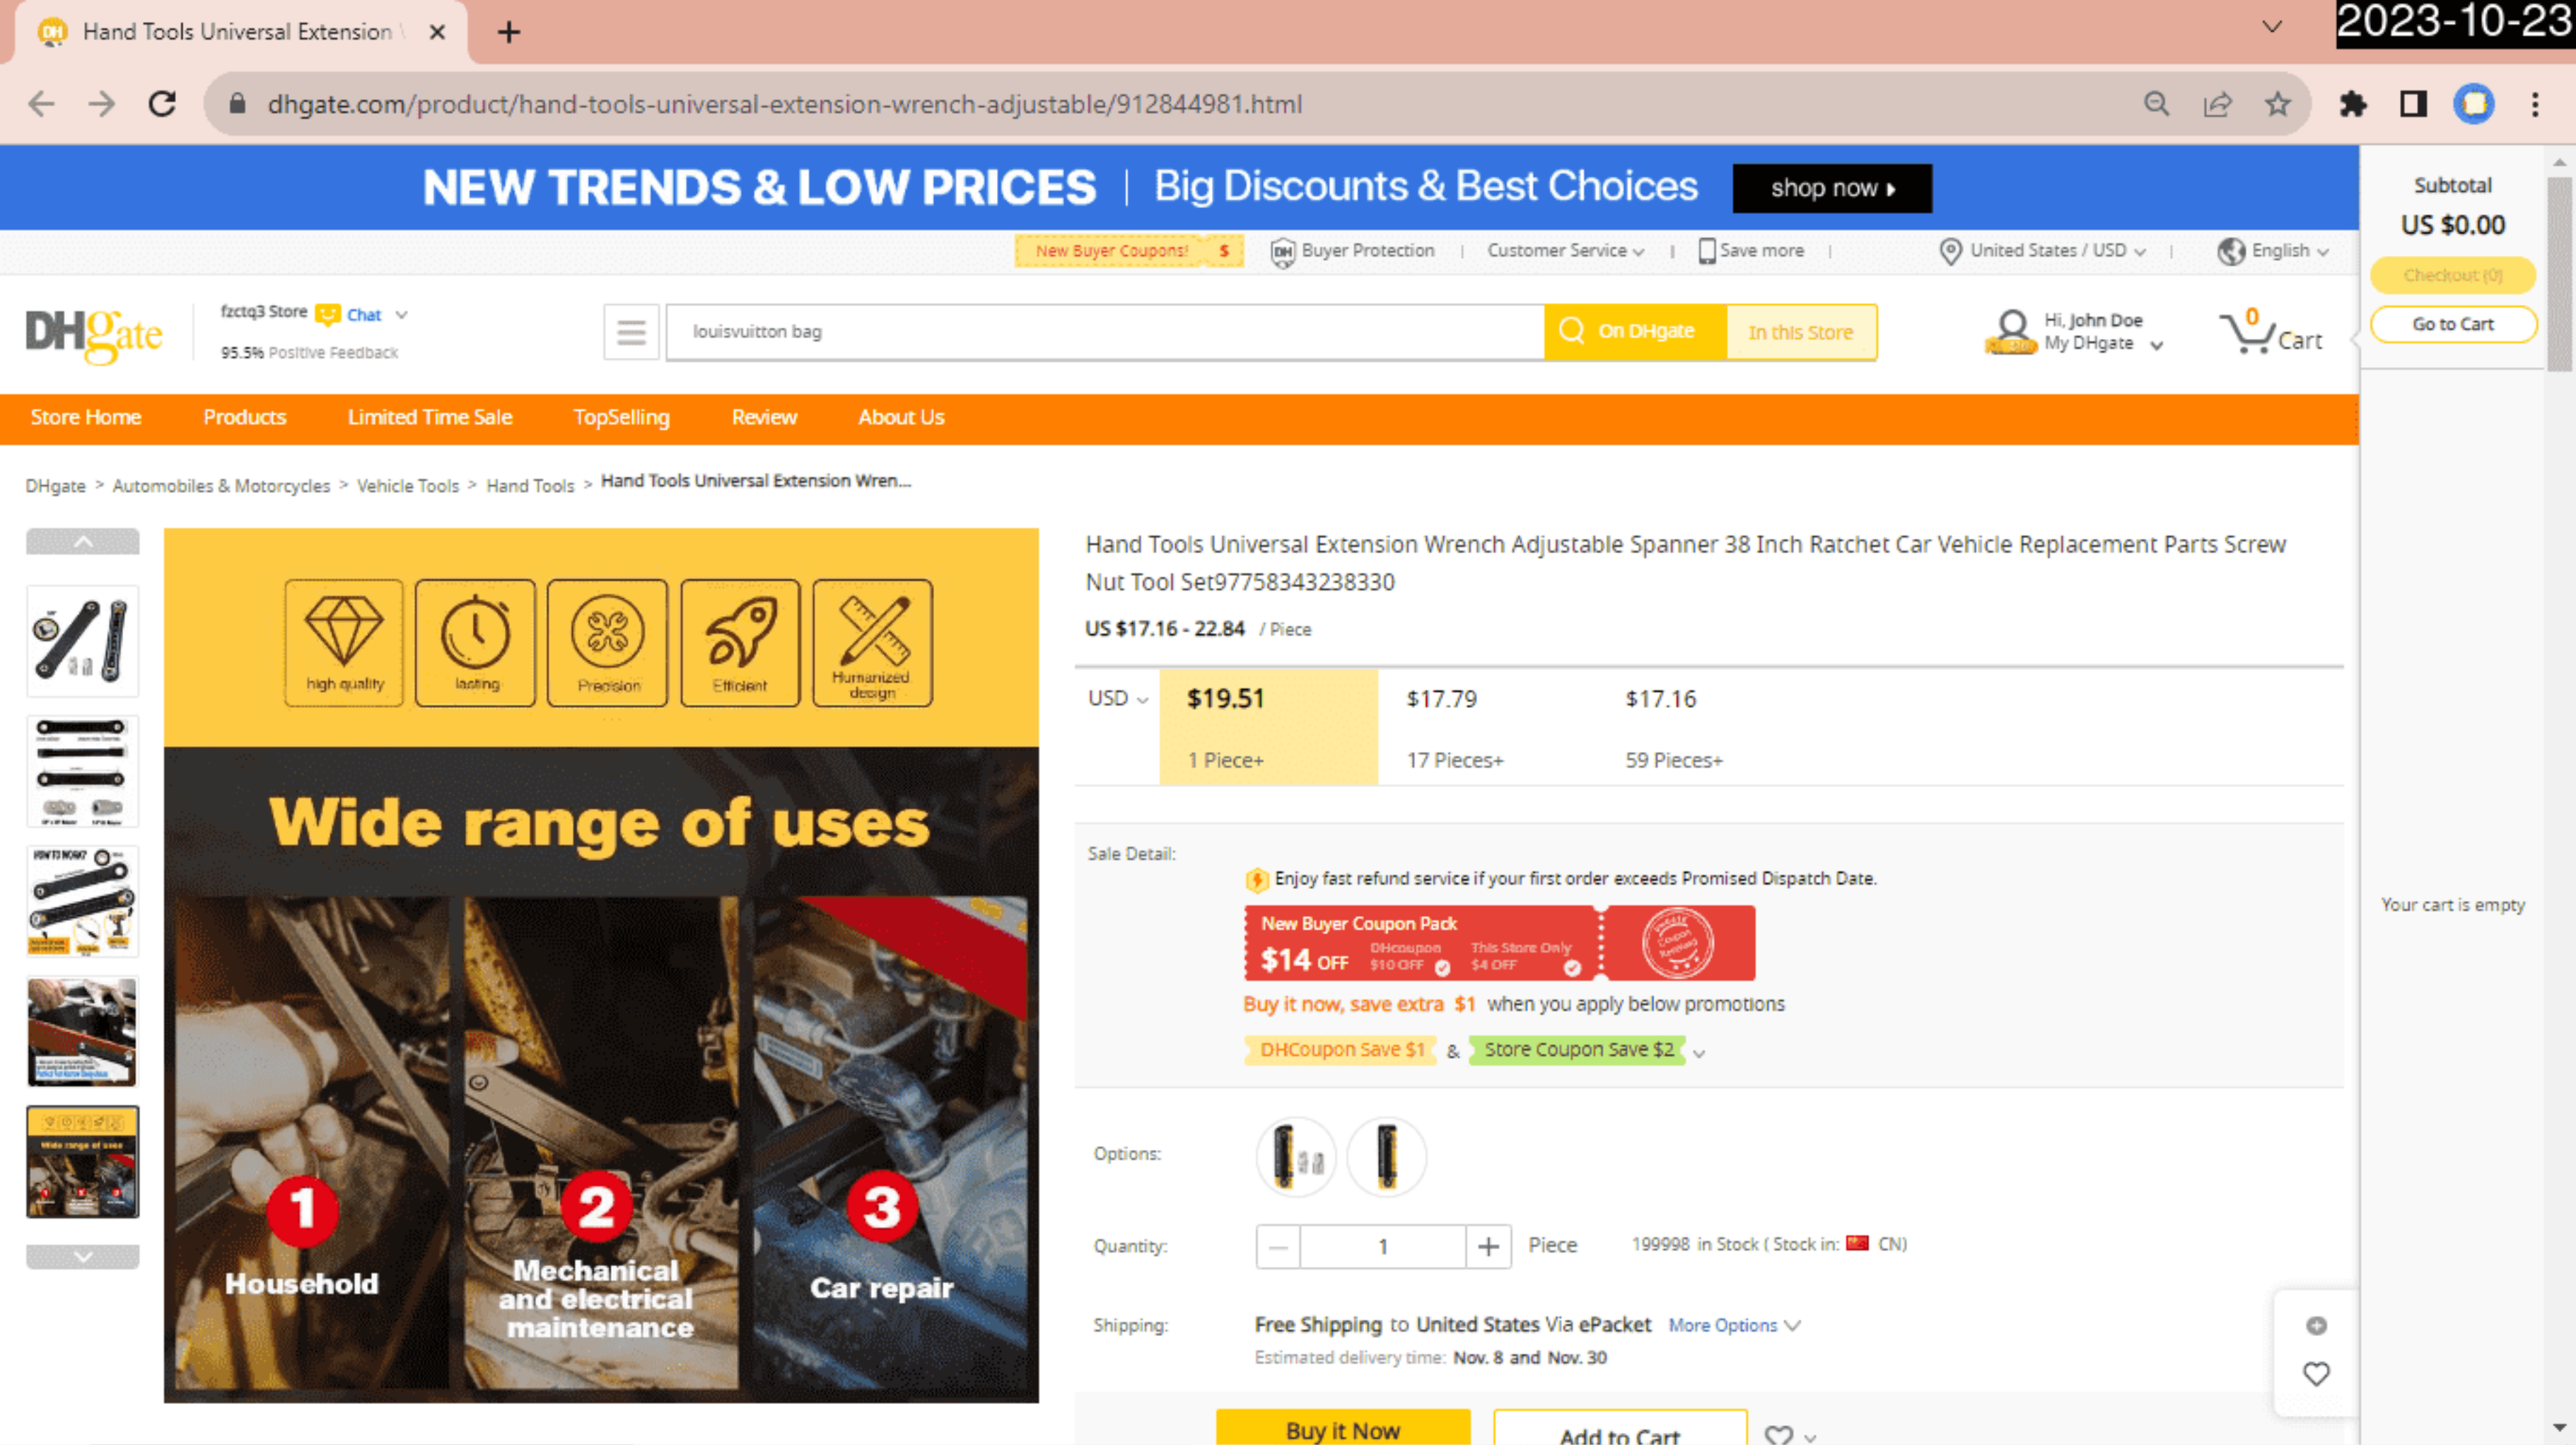 Hand Tools Universal Extension
2023-10-23
dhgate.com/product/hand-tools-universal-extension-wrench-adjustable/912844981.html
NEW TRENDS & LOW PRICES | Big Discounts & Best Choices shop now
Subtotal
US $0.00
Checkout (0)
Go to Cart
Your cart is empty
New Buyer Coupons! $ DH Buyer Protection | Customer Service | Save more | United States / USD | English
DHgate
fzctq3 Store Chat
95.5% Positive Feedback
louisvuitton bag On DHgate In this Store
Hi, John Doe
My DHgate
0
Cart
Store Home Products Limited Time Sale TopSelling Review About Us
DHgate > Automobiles & Motorcycles > Vehicle Tools > Hand Tools > Hand Tools Universal Extension Wren...
HOW TO WORK?
Wide range of uses
high quality lasting Precision Efficient Humanized design
Wide range of uses
1 2 3
Household
Mechanical
and electrical
maintenance
Car repair
Hand Tools Universal Extension Wrench Adjustable Spanner 38 Inch Ratchet Car Vehicle Replacement Parts Screw
Nut Tool Set97758343238330
US $17.16 - 22.84 / Piece
USD $19.51 $17.79 $17.16
1 Piece+ 17 Pieces+ 59 Pieces+
Sale Detail:
Enjoy fast refund service if your first order exceeds Promised Dispatch Date.
New Buyer Coupon Pack
$14 OFF
DHcoupon
$10 OFF
This Store Only
$4 OFF
Coupon
Received
Buy it now, save extra $1 when you apply below promotions
DHCoupon Save $1 & Store Coupon Save $2
Options:
Quantity: − 1 + Piece 199998 in Stock ( Stock in: CN)
Shipping: Free Shipping to United States Via ePacket More Options
Estimated delivery time: Nov. 8 and Nov. 30
Buy it Now Add to Cart